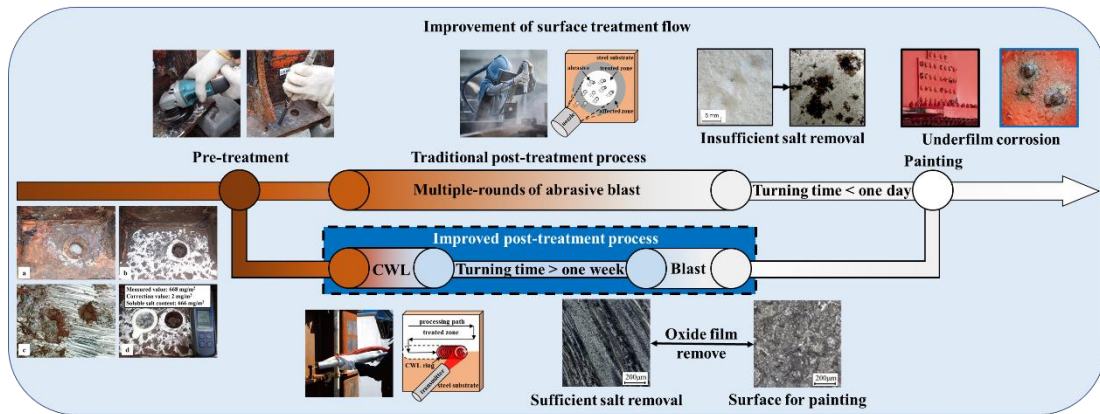 Improvement of surface treatment flow
steel substrate
abrasive
treated
zone
nozzle
affected zone
5 mm
Insufficient salt removal
Underfilm corrosion
Pre-treatment
Traditional post-treatment process
Painting
Multiple-rounds of abrasive blast
Turning time < one day
Improved post-treatment process
CWL
Turning time > one week
Blast
a
b
c
Measured value: 668 mg/m²
Correction value: 2 mg/m²
Soluble salt content: 666 mg/m²
d
processing path
treated zone
CWL ring
transmitter
steel substrate
Oxide film
remove
200μm
200μm
Sufficient salt removal
Surface for painting